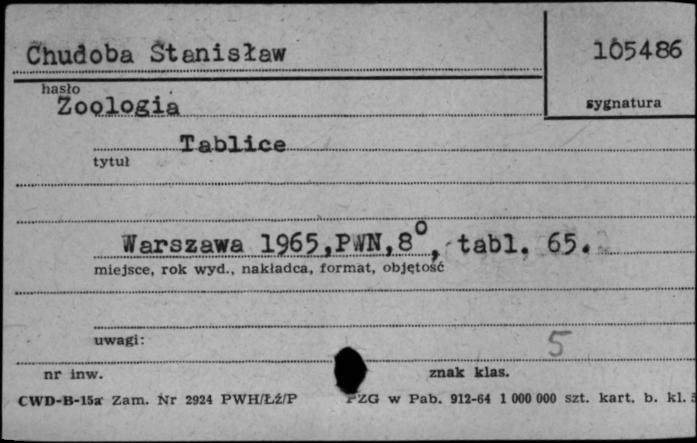 Chudoba Stanisław
105486
hasło
sygnatura
Zoologia
Tablice
tytuł
Warszawa 1965,PWN,8°, tabl. 65.
miejsce, rok wyd., nakładca, format, objętość
uwagi:
5
nr inw.
znak klas.
CWD-B-15a Zam. Nr 2924 PWH/Łź/P
PZG w Pab. 912-64 1 000 000 szt. kart. b. kl.